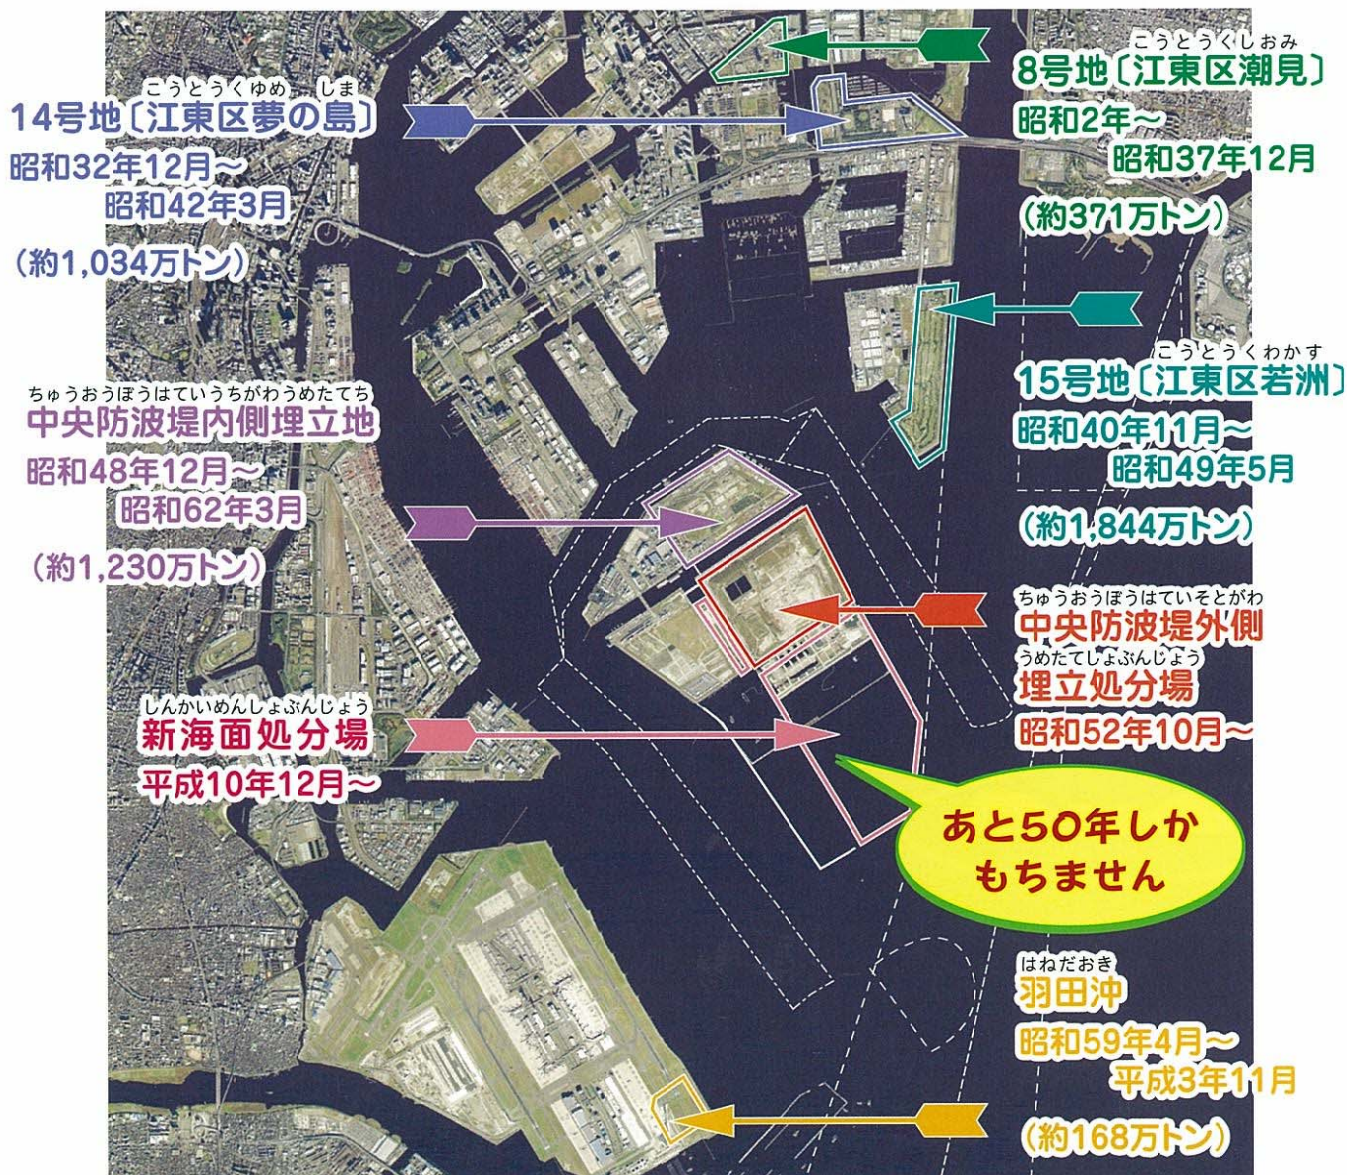 こうとうくしおみ
8号地〔江東区潮見〕
昭和2年～
昭和37年12月
(約371万トン)
こうとうくゆめ しま
14号地〔江東区夢の島〕
昭和32年12月～
昭和42年3月
(約1,034万トン)
こうとうくわかす
15号地〔江東区若洲〕
昭和40年11月～
昭和49年5月
(約1,844万トン)
ちゅうおうぼうはていうちがわうめたてち
中央防波堤内側埋立地
昭和48年12月～
昭和62年3月
(約1,230万トン)
ちゅうおうぼうはていそとがわ
中央防波堤外側
うめたてしょぶんじょう
埋立処分場
昭和52年10月～
しんかいめんしょぶんじょう
新海面処分場
平成10年12月～
あと50年しか
もちません
はねだおき
羽田沖
昭和59年4月～
平成3年11月
(約168万トン)